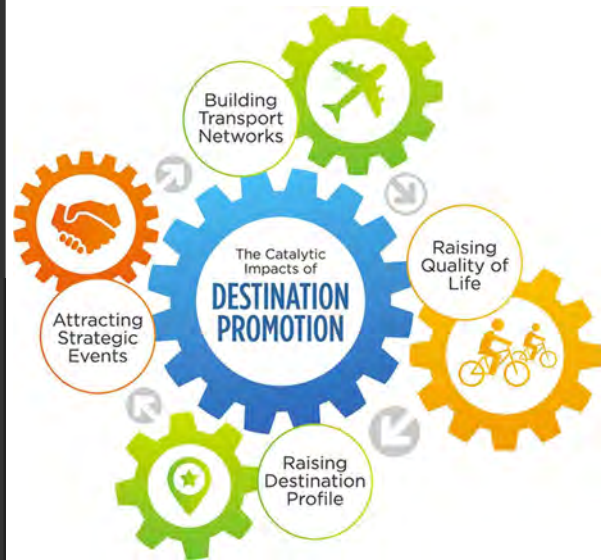 Building
Transport
Networks
The Catalytic
Impacts of
DESTINATION
PROMOTION
Raising
Quality of
Life
Attracting
Strategic
Events
Raising
Destination
Profile